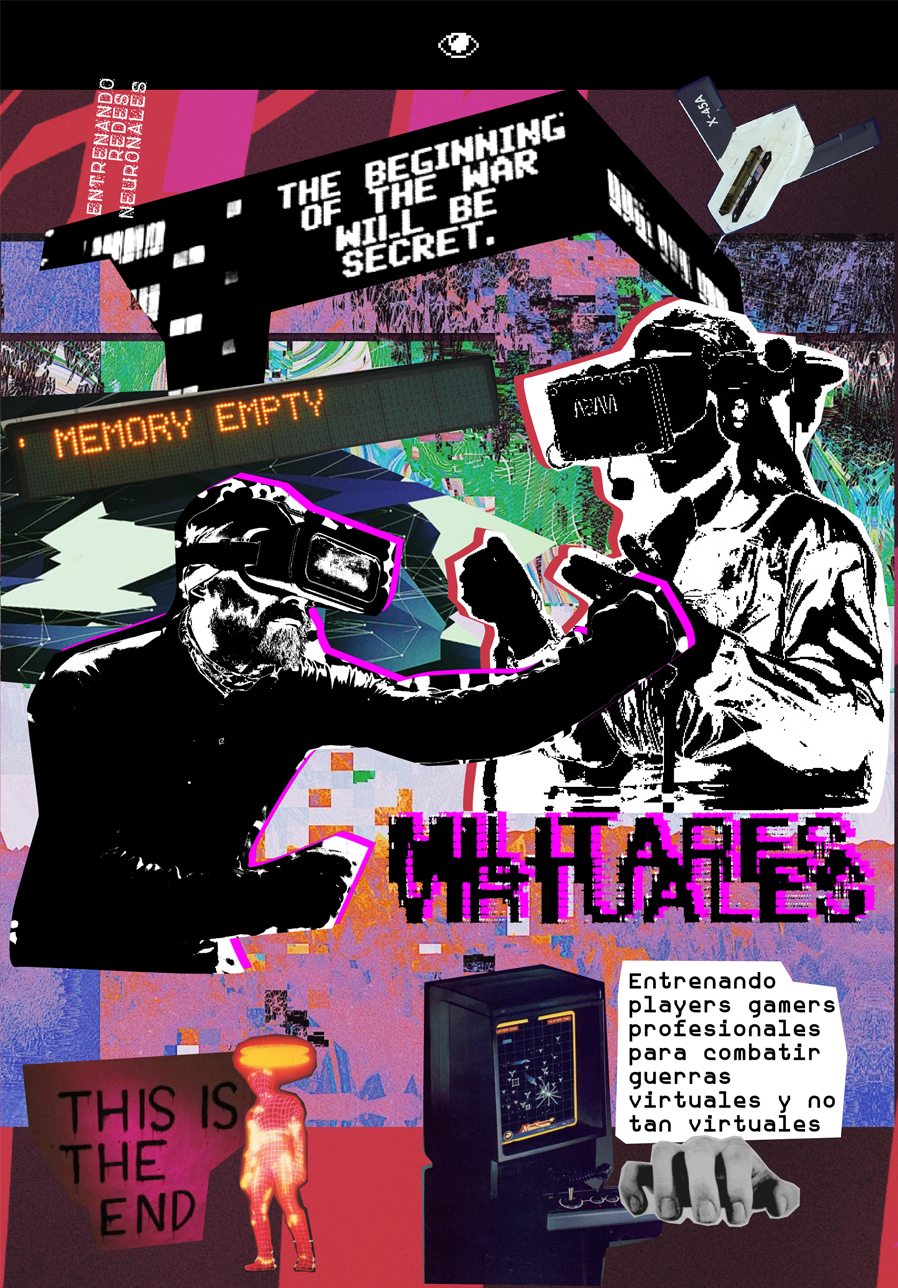 ENTRENANDO
REDES
NEURONALES
X-45A
THE BEGINNING
OF THE WAR
WILL BE
SECRET.
MEMORY EMPTY
MILITARES
VIRTUALES
Entrenando
players gamers
profesionales
para combatir
guerras
virtuales y no
tan virtuales
THIS IS
THE
END